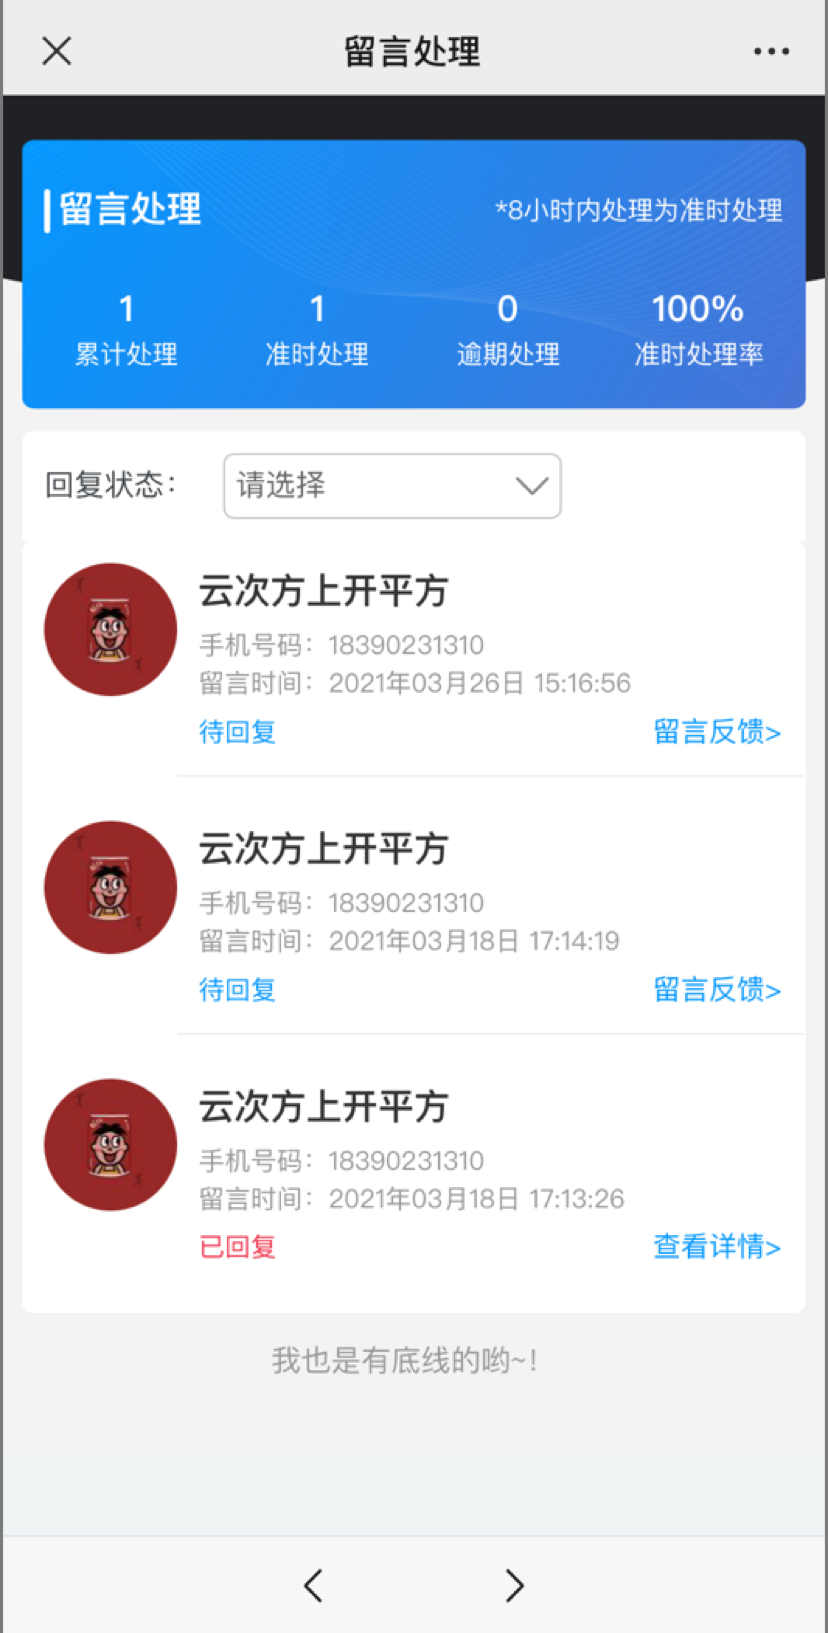 留言处理
留言处理
*8小时内处理为准时处理
1 1 0 100%
累计处理 准时处理 逾期处理 准时处理率
回复状态： 请选择
云次方上开平方
手机号码：18390231310
留言时间：2021年03月26日 15:16:56
待回复 留言反馈>
云次方上开平方
手机号码：18390231310
留言时间：2021年03月18日 17:14:19
待回复 留言反馈>
云次方上开平方
手机号码：18390231310
留言时间：2021年03月18日 17:13:26
已回复 查看详情>
我也是有底线的哟~！